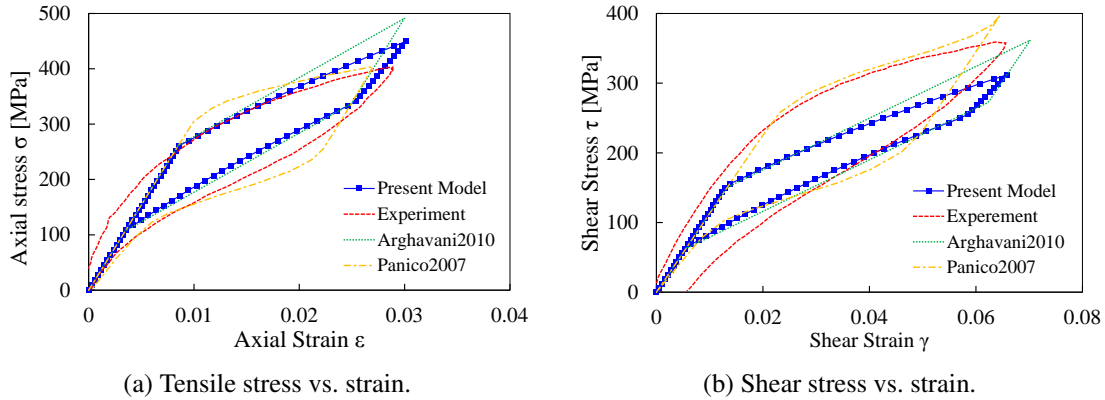 500
400
300
200
100
0
Axial stress σ [MPa]
0
0.01
0.02
0.03
0.04
Axial Strain ε
Present Model
Experiment
Arghavani2010
Panico2007
(a) Tensile stress vs. strain.
400
300
200
100
0
Shear Stress τ [MPa]
0
0.02
0.04
0.06
0.08
Shear Strain γ
Present Model
Experement
Arghavani2010
Panico2007
(b) Shear stress vs. strain.